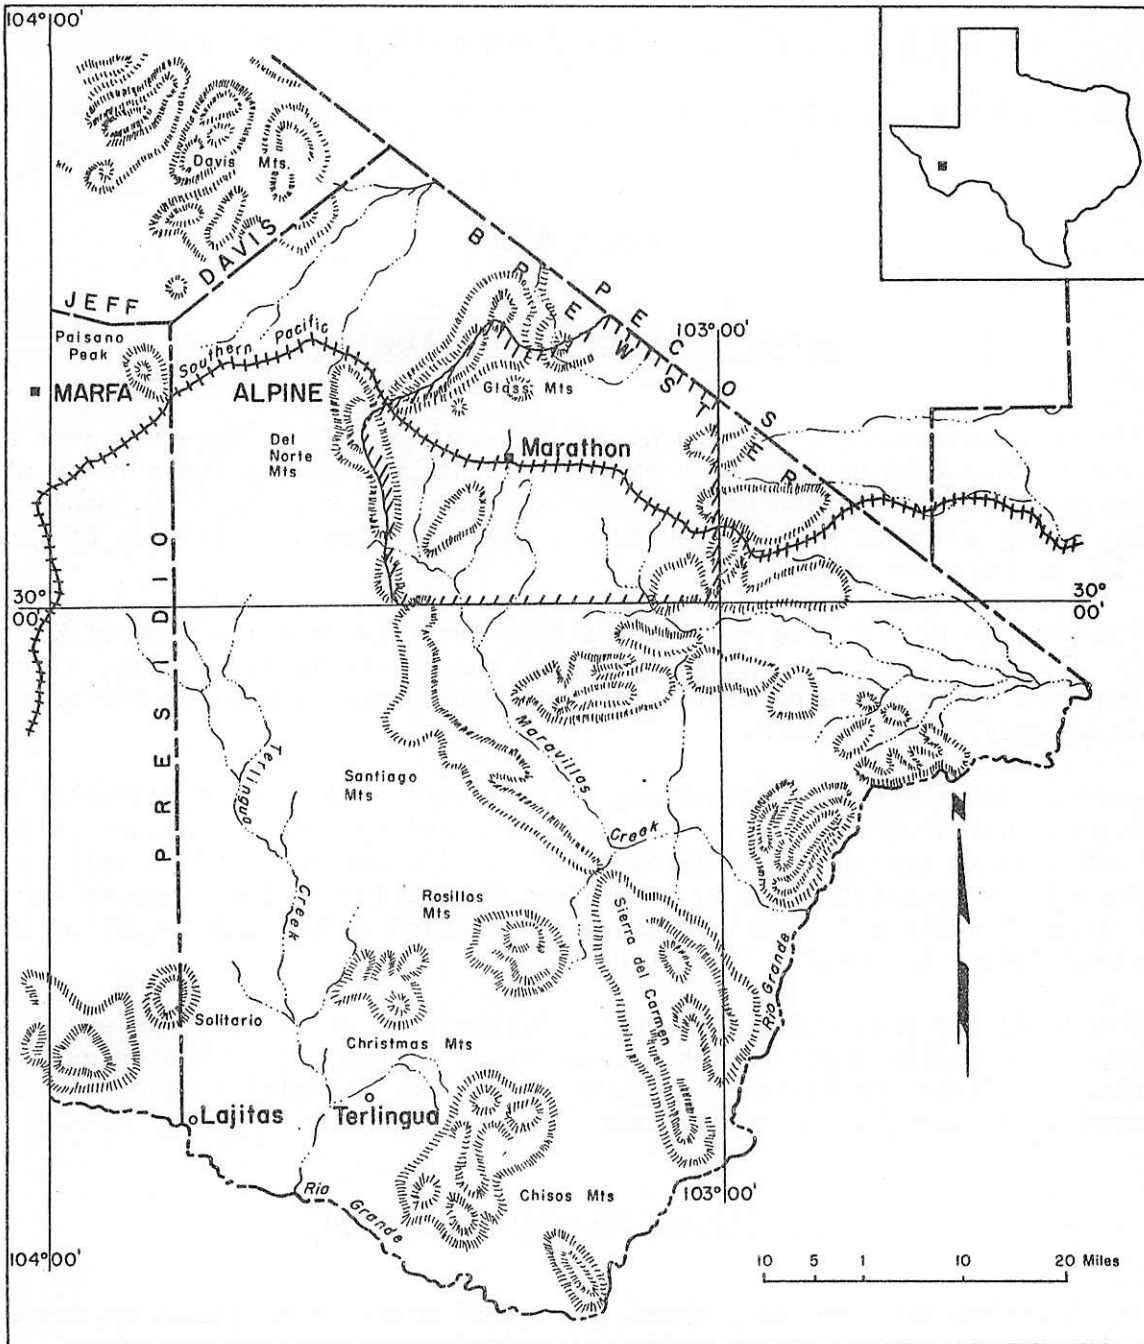 104°00'
Davis Mts.
JEFF DAVIS
BREWSTER
PECOS
103°00'
Paisano
Peak
Southern Pacific
MARFA
ALPINE
Glass Mts
Del
Norte
Mts
Marathon
30°
00'
30°
00'
PRESIDIO
Terlingua Creek
Maravillas Creek
Santiago
Mts
N
Rosillos
Mts
Sierra del Carmen
Rio Grande
Solitario
Christmas Mts
Lajitas
Terlingua
Rio Grande
Chisos Mts
103°00'
104°00'
10 5 1 10 20 Miles